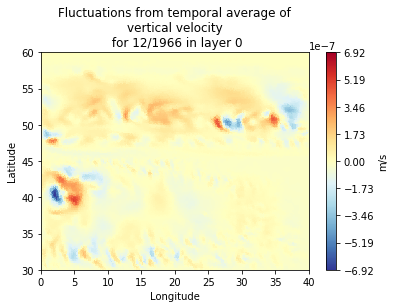 Fluctuations from temporal average of
vertical velocity
for 12/1966 in layer 0
1e−7
60
55
50
45
40
35
30
Latitude
0 5 10 15 20 25 30 35 40
Longitude
6.92
5.19
3.46
1.73
0.00
−1.73
−3.46
−5.19
−6.92
m/s